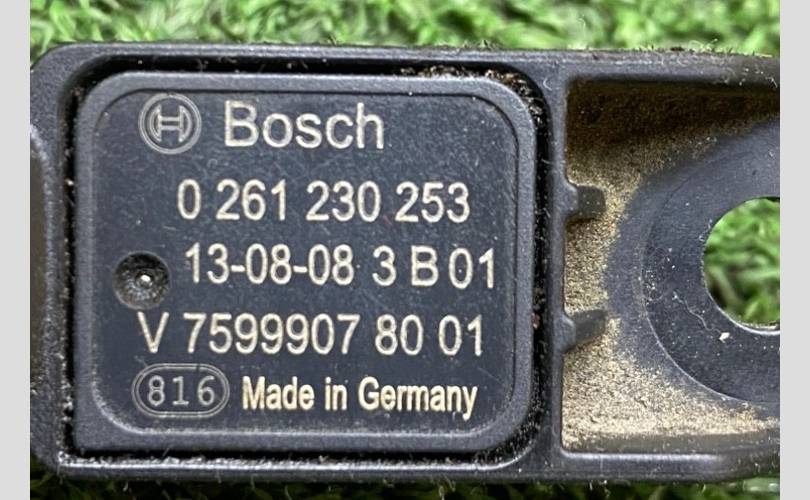 Bosch
0 261 230 253
13-08-08 3 B 01
V 7599907 80 01
816 Made in Germany